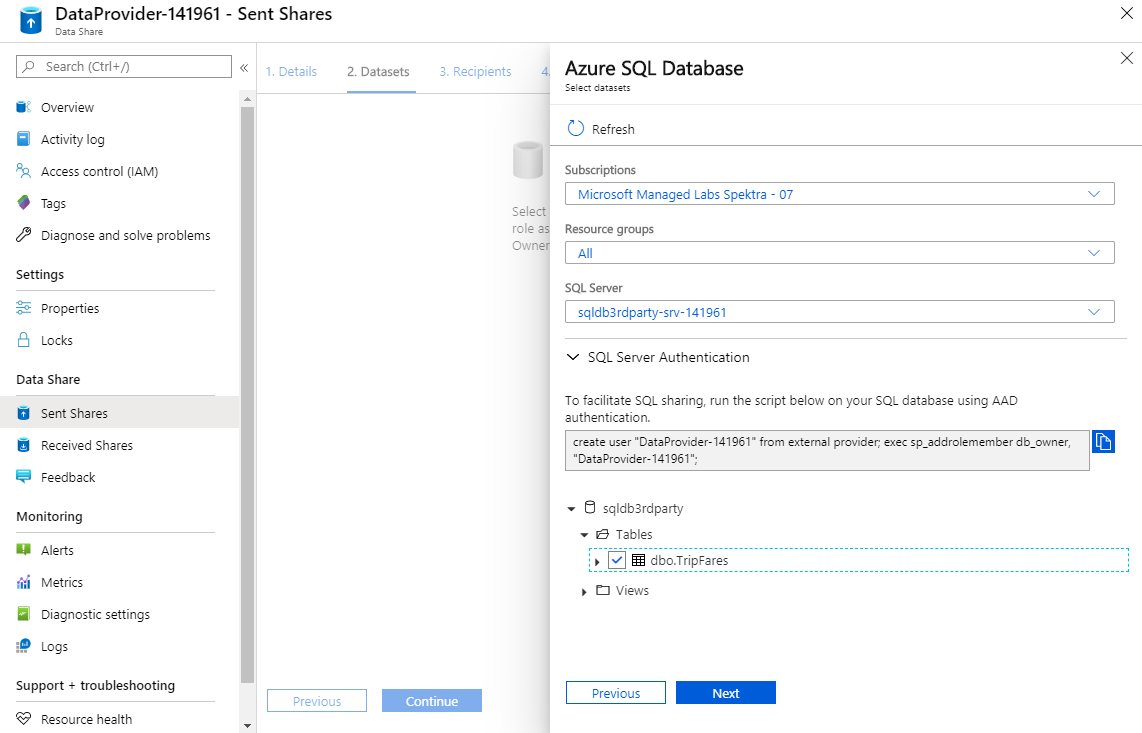 DataProvider-141961 - Sent Shares
Data Share
Search (Ctrl+/)
Overview
Activity log
Access control (IAM)
Tags
Diagnose and solve problems
Settings
Properties
Locks
Data Share
Sent Shares
Received Shares
Feedback
Monitoring
Alerts
Metrics
Diagnostic settings
Logs
Support + troubleshooting
Resource health
1. Details
2. Datasets
3. Recipients
4.
Select
role as
Owner
Previous
Continue
Azure SQL Database
Select datasets
Refresh
Subscriptions
Microsoft Managed Labs Spektra - 07
Resource groups
All
SQL Server
sqldb3rdparty-srv-141961
SQL Server Authentication
To facilitate SQL sharing, run the script below on your SQL database using AAD
authentication.
create user "DataProvider-141961" from external provider; exec sp_addrolemember db_owner,
"DataProvider-141961";
sqldb3rdparty
Tables
dbo.TripFares
Views
Previous
Next